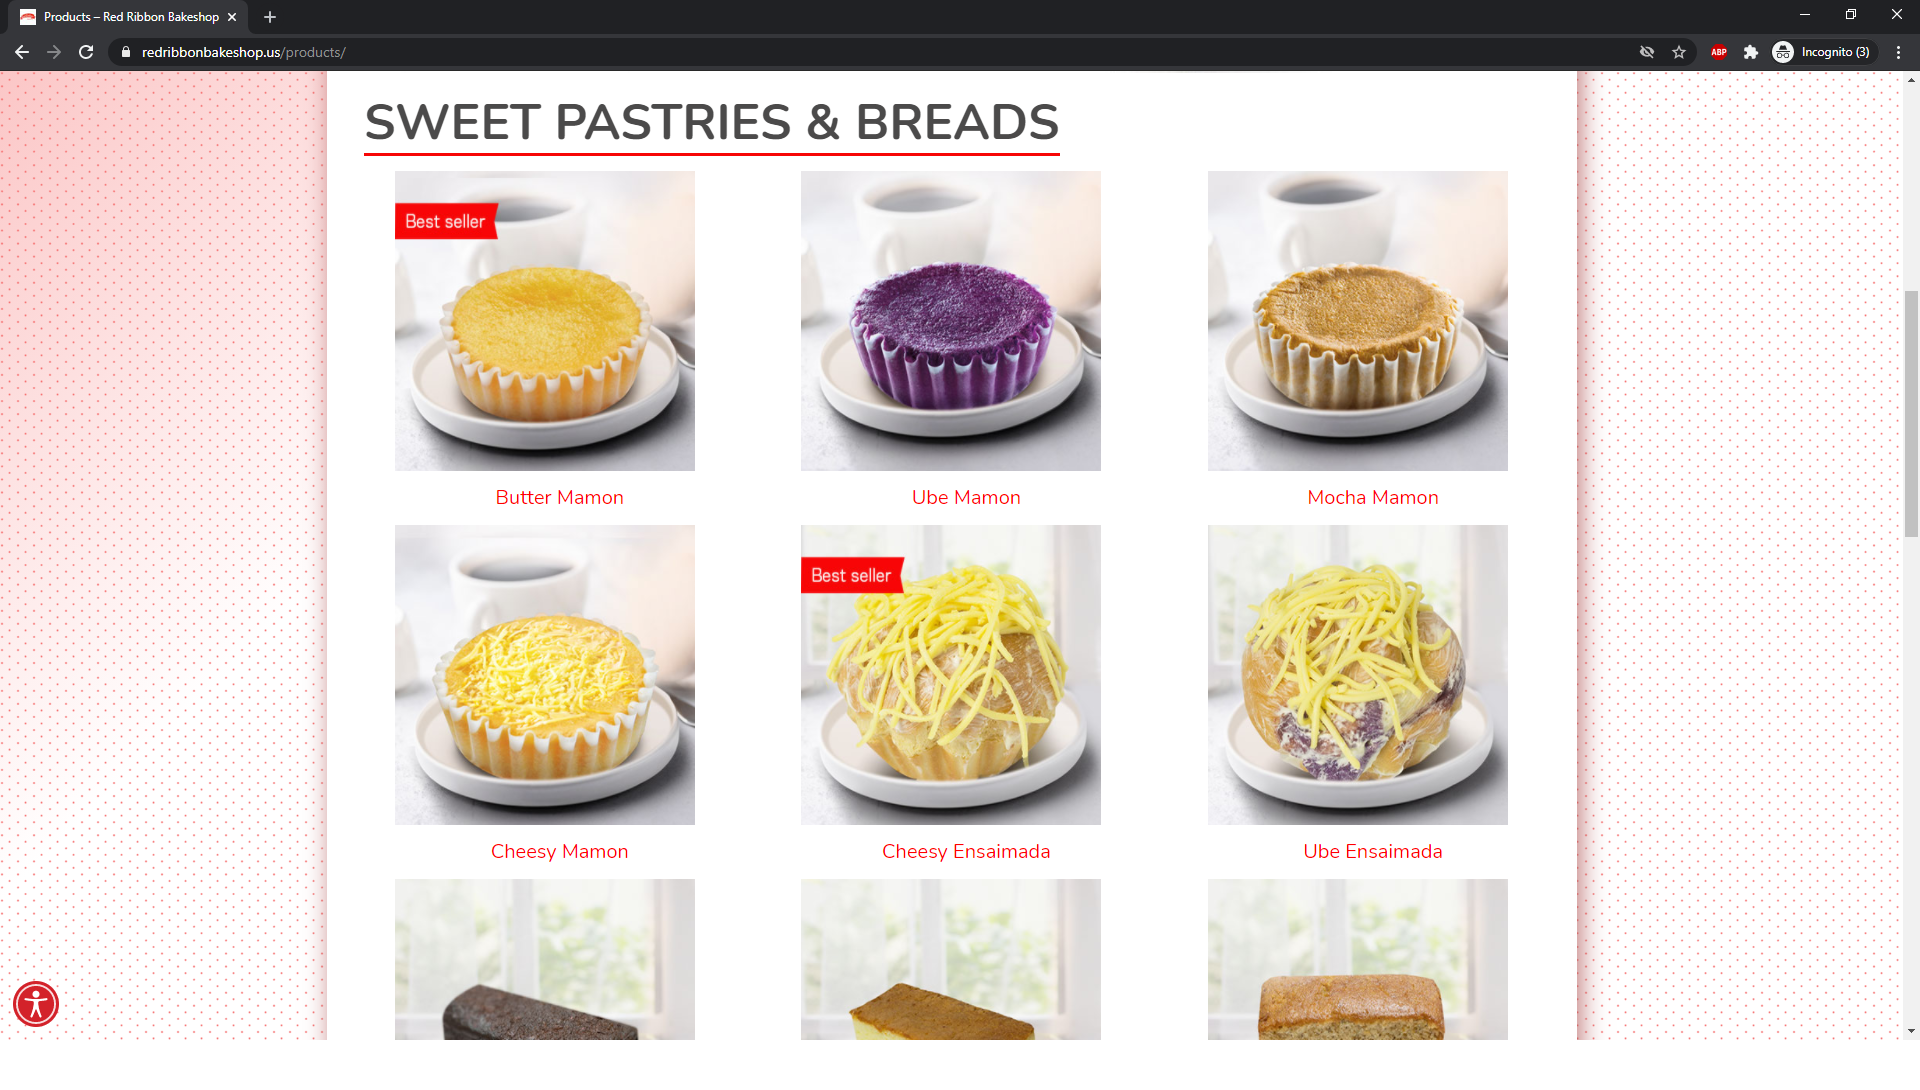 Products – Red Ribbon Bakeshop
redribbonbakeshop.us/products/
ABP
Incognito (3)
SWEET PASTRIES & BREADS
Best seller
Butter Mamon
Ube Mamon
Mocha Mamon
Best seller
Cheesy Mamon
Cheesy Ensaimada
Ube Ensaimada